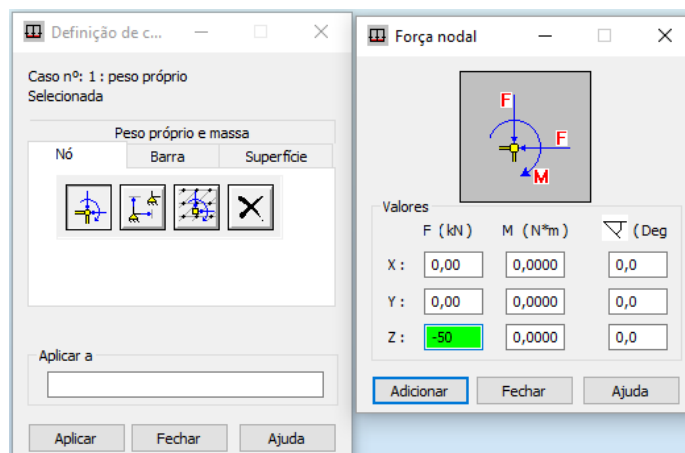 Definição de c...
Caso nº: 1 : peso próprio
Selecionada
Peso próprio e massa
Nó Barra Superfície
Aplicar a
Aplicar Fechar Ajuda
Força nodal
F
F
M
Valores
F (kN) M (N*m) (Deg
X : 0,00 0,0000 0,0
Y : 0,00 0,0000 0,0
Z : -50 0,0000 0,0
Adicionar Fechar Ajuda